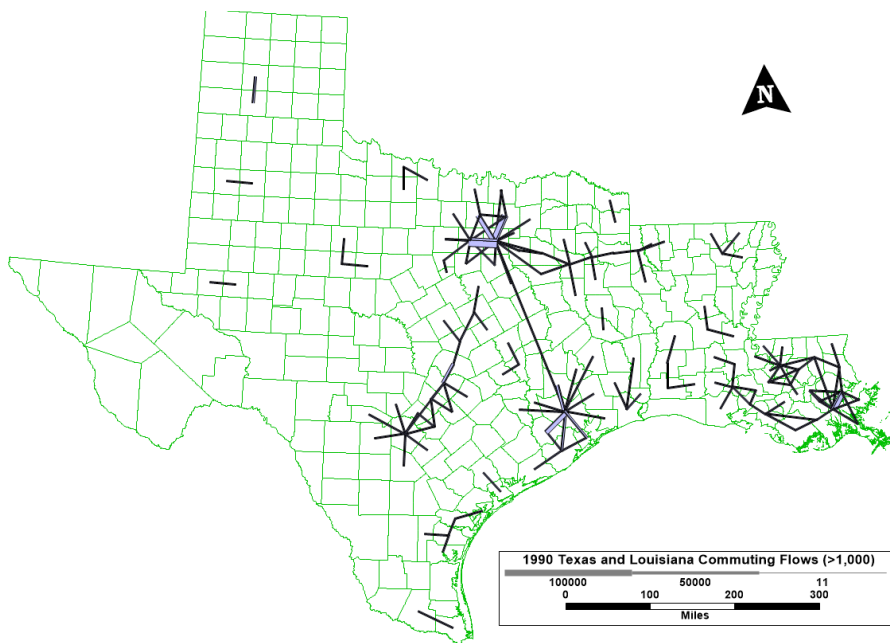 N
1990 Texas and Louisiana Commuting Flows (>1,000)
100000 50000 11
0 100 200 300
Miles